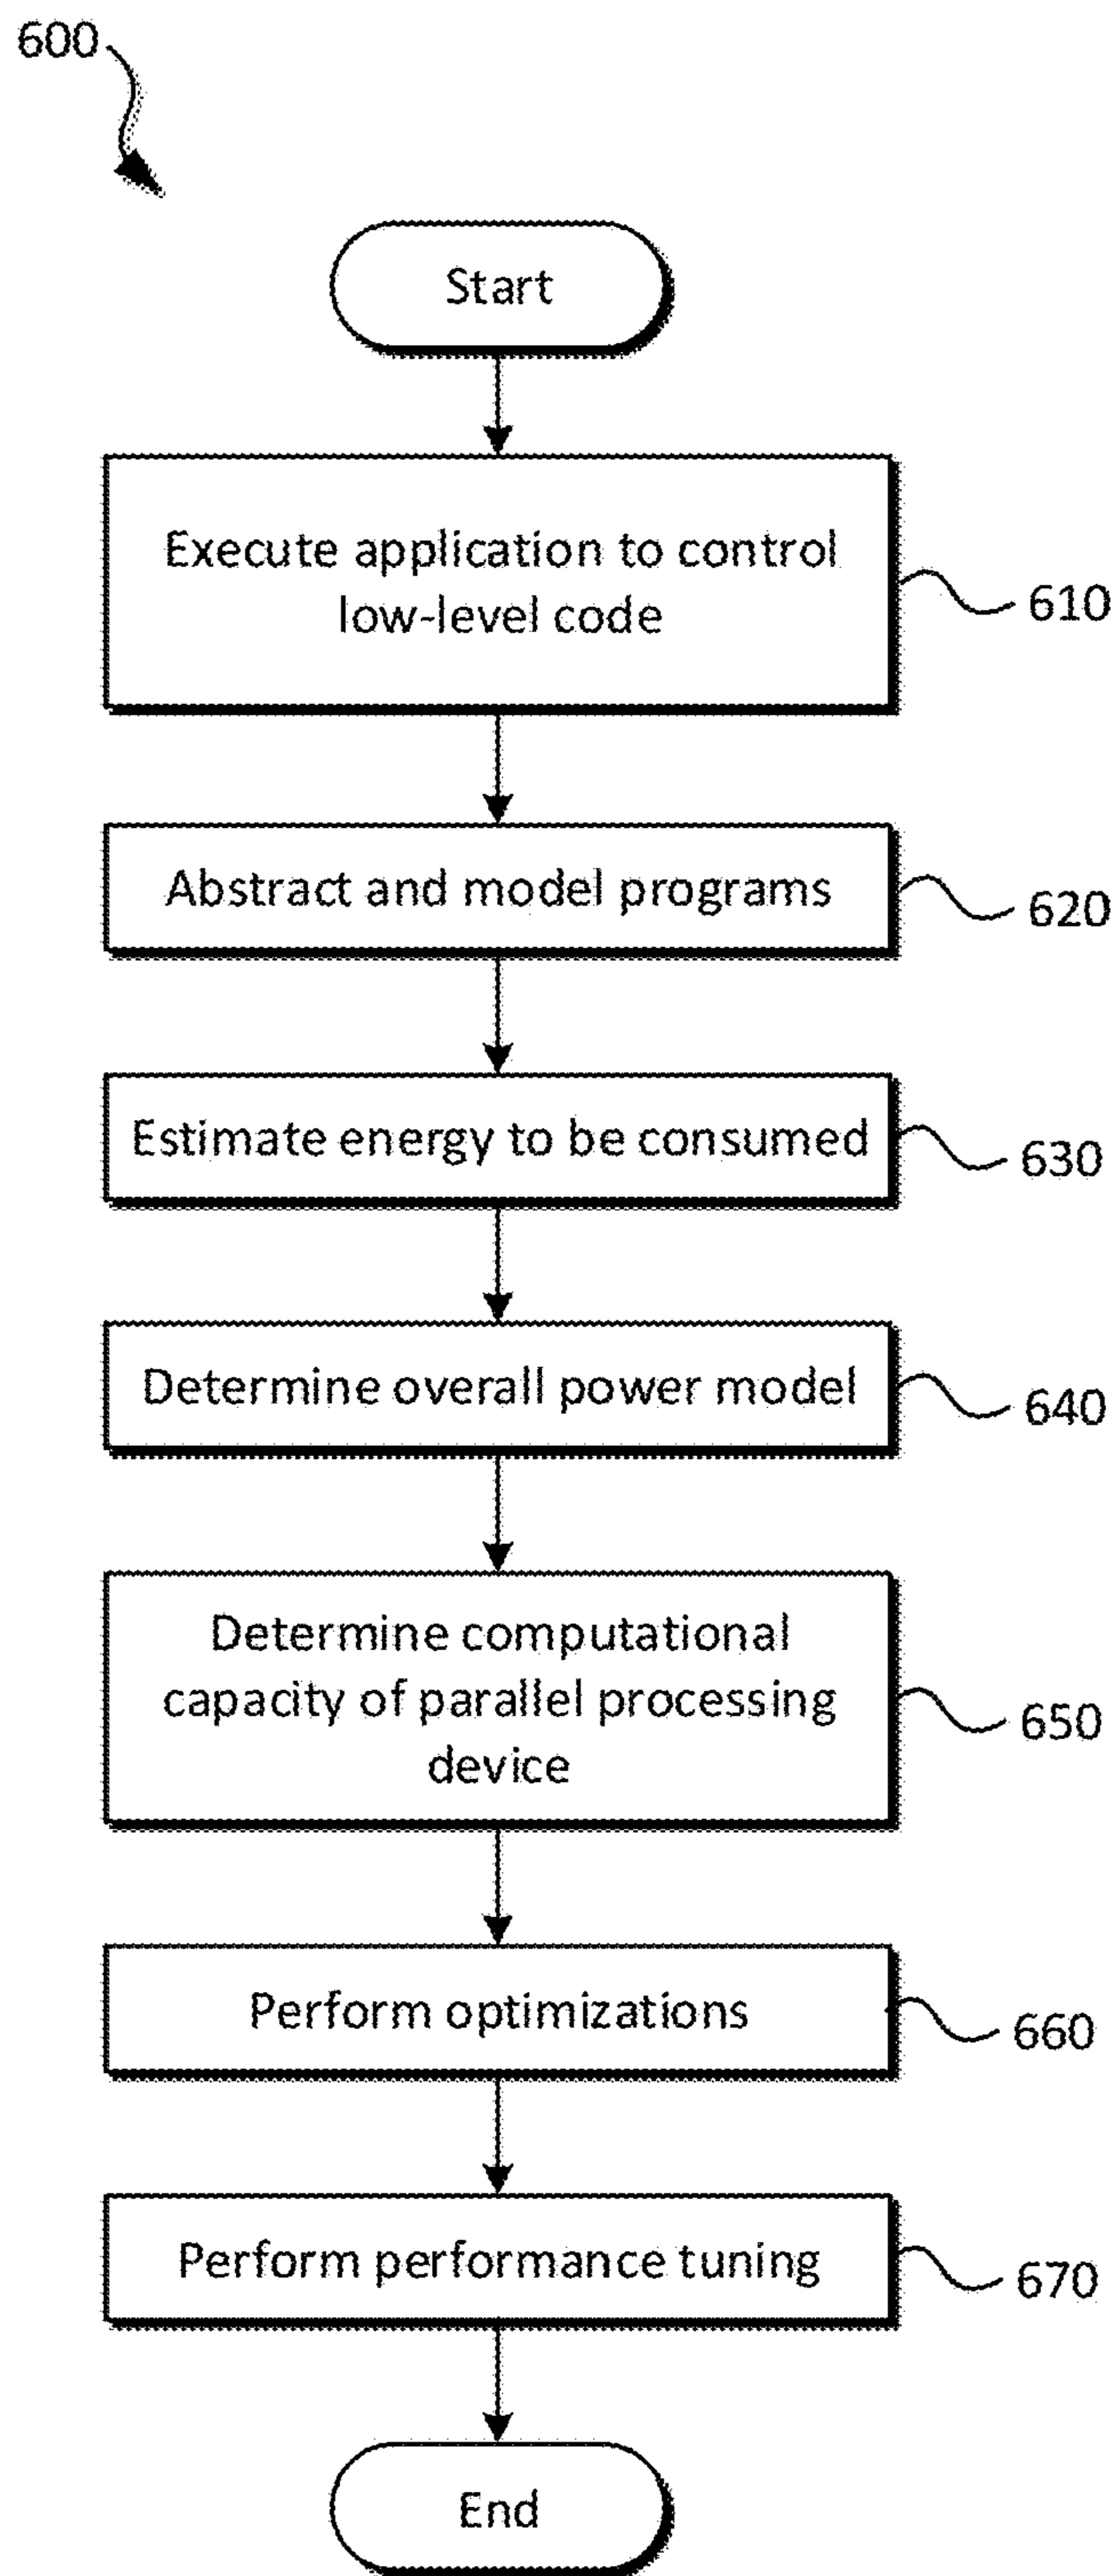 600
Start
Execute application to control
low-level code
610
Abstract and model programs
620
Estimate energy to be consumed
630
Determine overall power model
640
Determine computational
capacity of parallel processing
device
650
Perform optimizations
660
Perform performance tuning
670
End